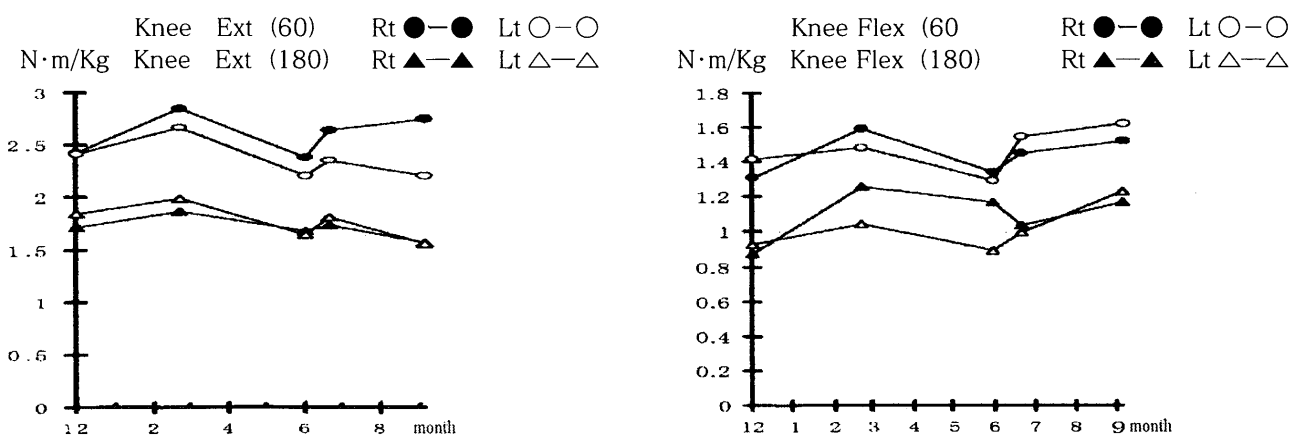 Knee Ext (60) Rt ●—● Lt ○—○
N·m/Kg Knee Ext (180) Rt ▲—▲ Lt △—△
3
2.5
2
1.5
1
0.5
0
12 2 4 6 8 month
Knee Flex (60 Rt ●—● Lt ○—○
N·m/Kg Knee Flex (180) Rt ▲—▲ Lt △—△
1.8
1.6
1.4
1.2
1
0.8
0.6
0.4
0.2
0
12 1 2 3 4 5 6 7 8 9 month